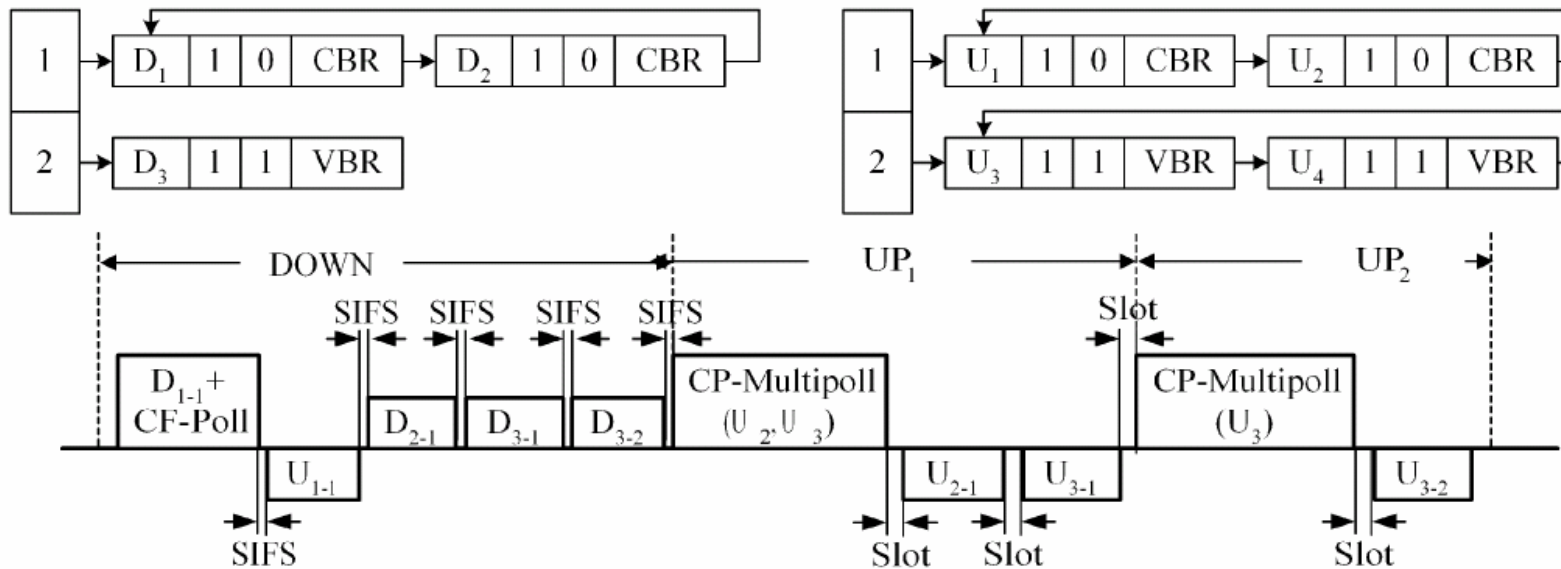 1 D₁ 1 0 CBR D₂ 1 0 CBR
2 D₃ 1 1 VBR
1 U₁ 1 0 CBR U₂ 1 0 CBR
2 U₃ 1 1 VBR U₄ 1 1 VBR
DOWN UP₁ UP₂
SIFS SIFS SIFS SIFS Slot
D₁₋₁+
CF-Poll
D₂₋₁ D₃₋₁ D₃₋₂
CP-Multipoll
(U₂,U₃)
CP-Multipoll
(U₃)
U₁₋₁ U₂₋₁ U₃₋₁ U₃₋₂
SIFS Slot Slot Slot